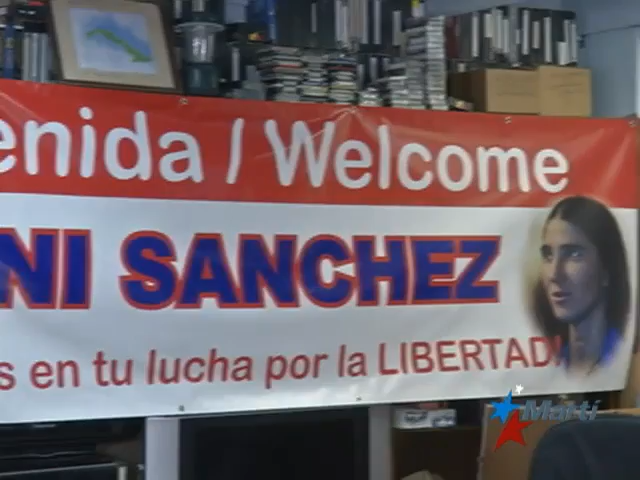 enida / Welcome
NI SANCHEZ
s en tu lucha por la LIBERTAD!
Martí